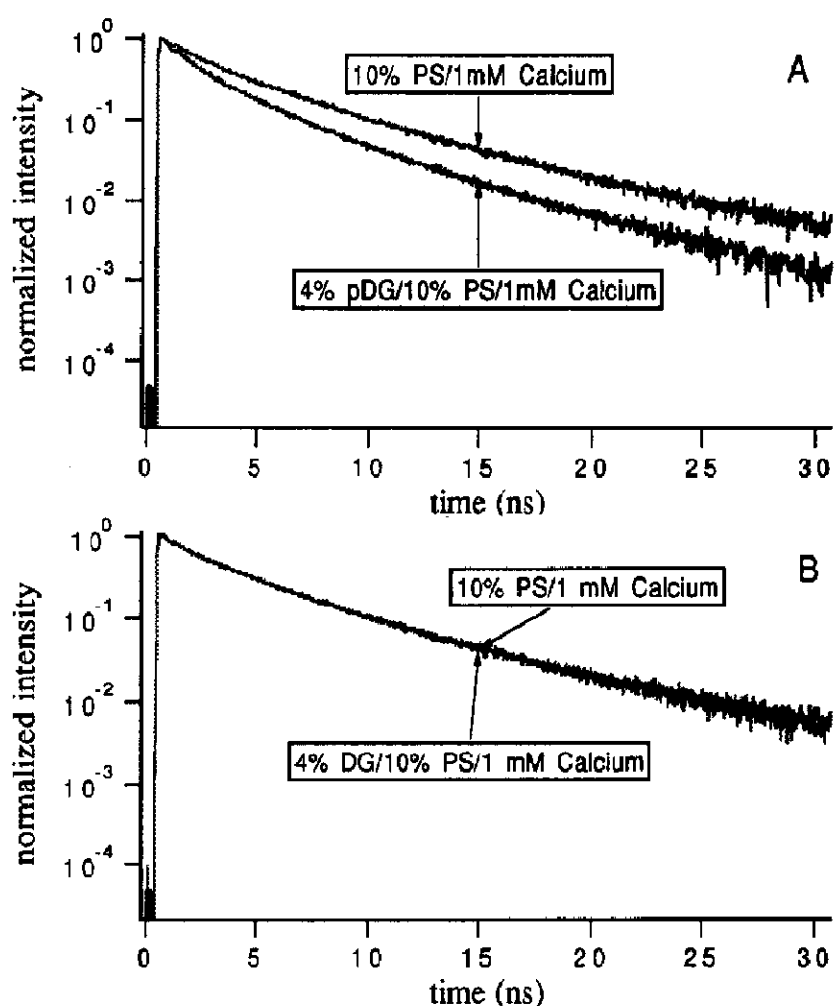 A
10⁰
10⁻¹
10⁻²
10⁻³
10⁻⁴
normalized intensity
10% PS/1mM Calcium
4% pDG/10% PS/1mM Calcium
0 5 10 15 20 25 30
time (ns)
B
10⁰
10⁻¹
10⁻²
10⁻³
10⁻⁴
normalized intensity
10% PS/1 mM Calcium
4% DG/10% PS/1 mM Calcium
0 5 10 15 20 25 30
time (ns)